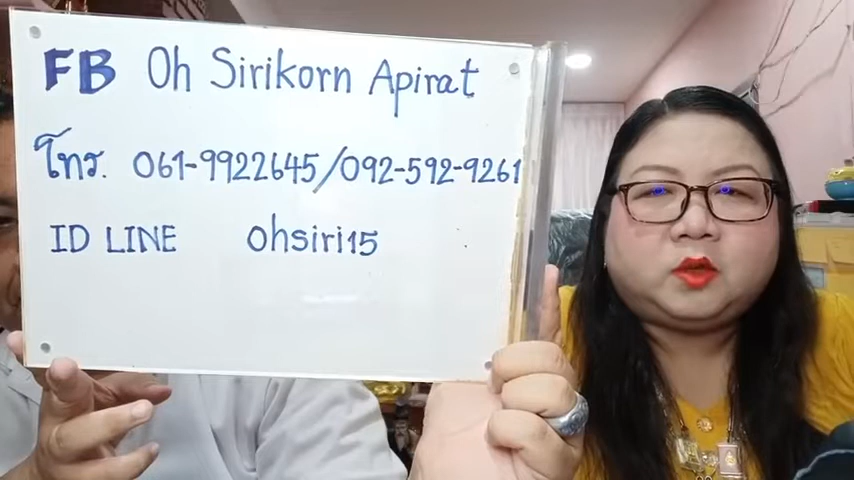 FB Oh Sirikorn Apirat
โทร. 061-9922645/092-592-9261
ID LINE ohsiri15